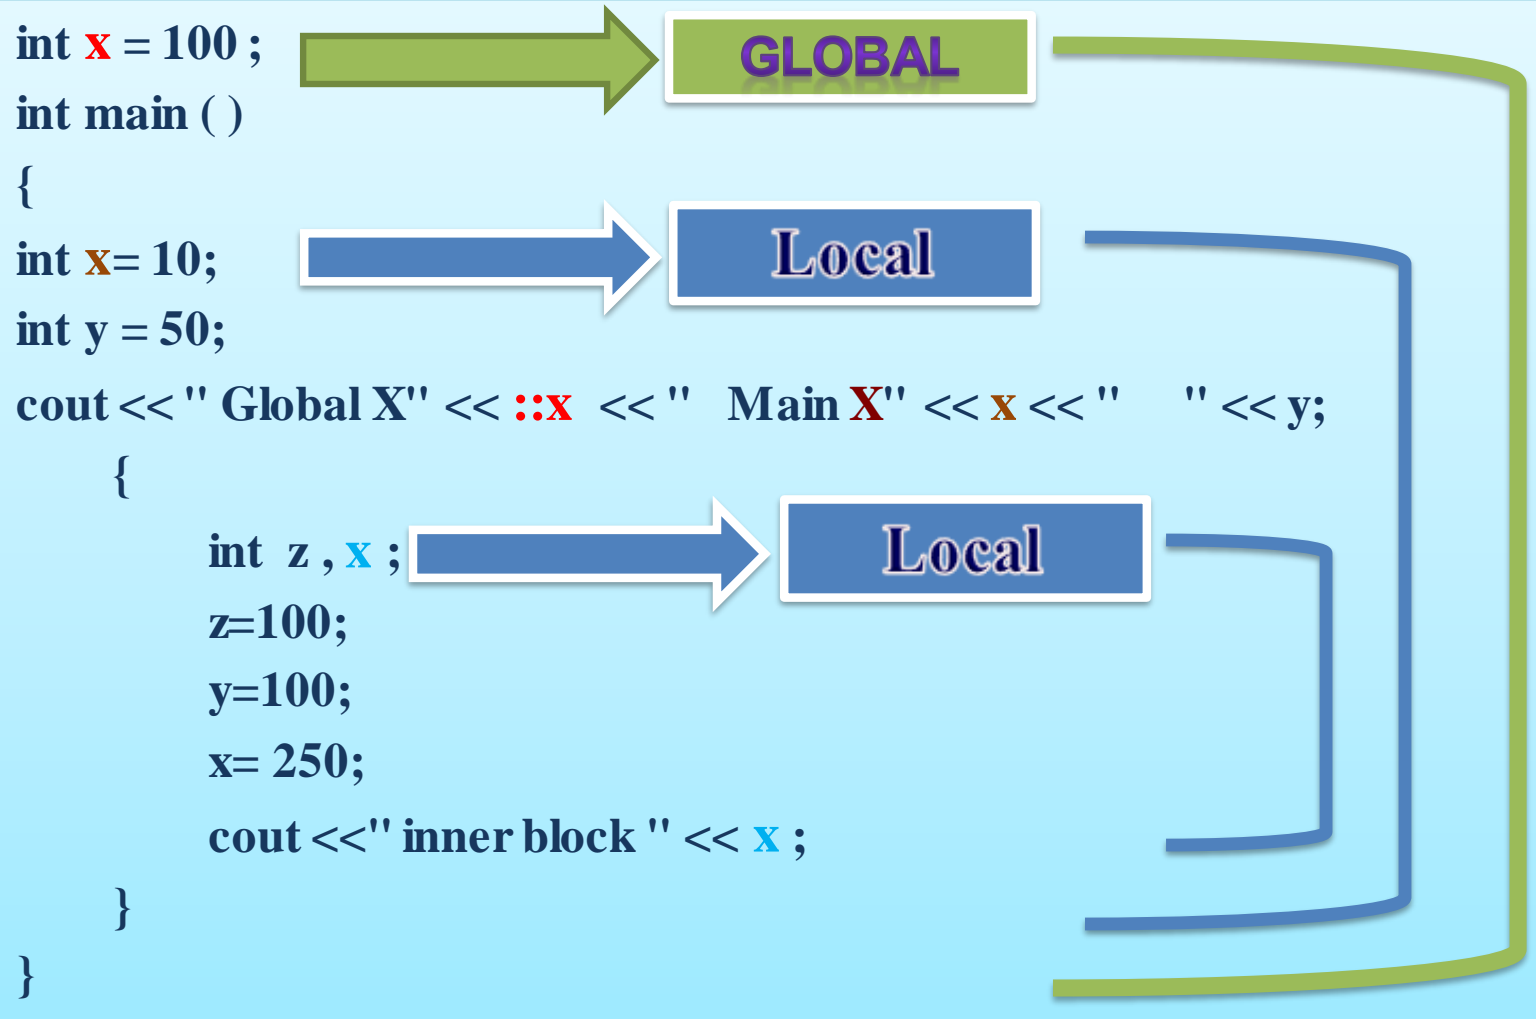 int x = 100 ;
GLOBAL
int main ( )
{
int x= 10;
Local
int y = 50;
cout << " Global X" << ::x << "  Main X" << x << "   " << y;
{
int z , x ;
Local
z=100;
y=100;
x= 250;
cout <<" inner block " << x ;
}
}